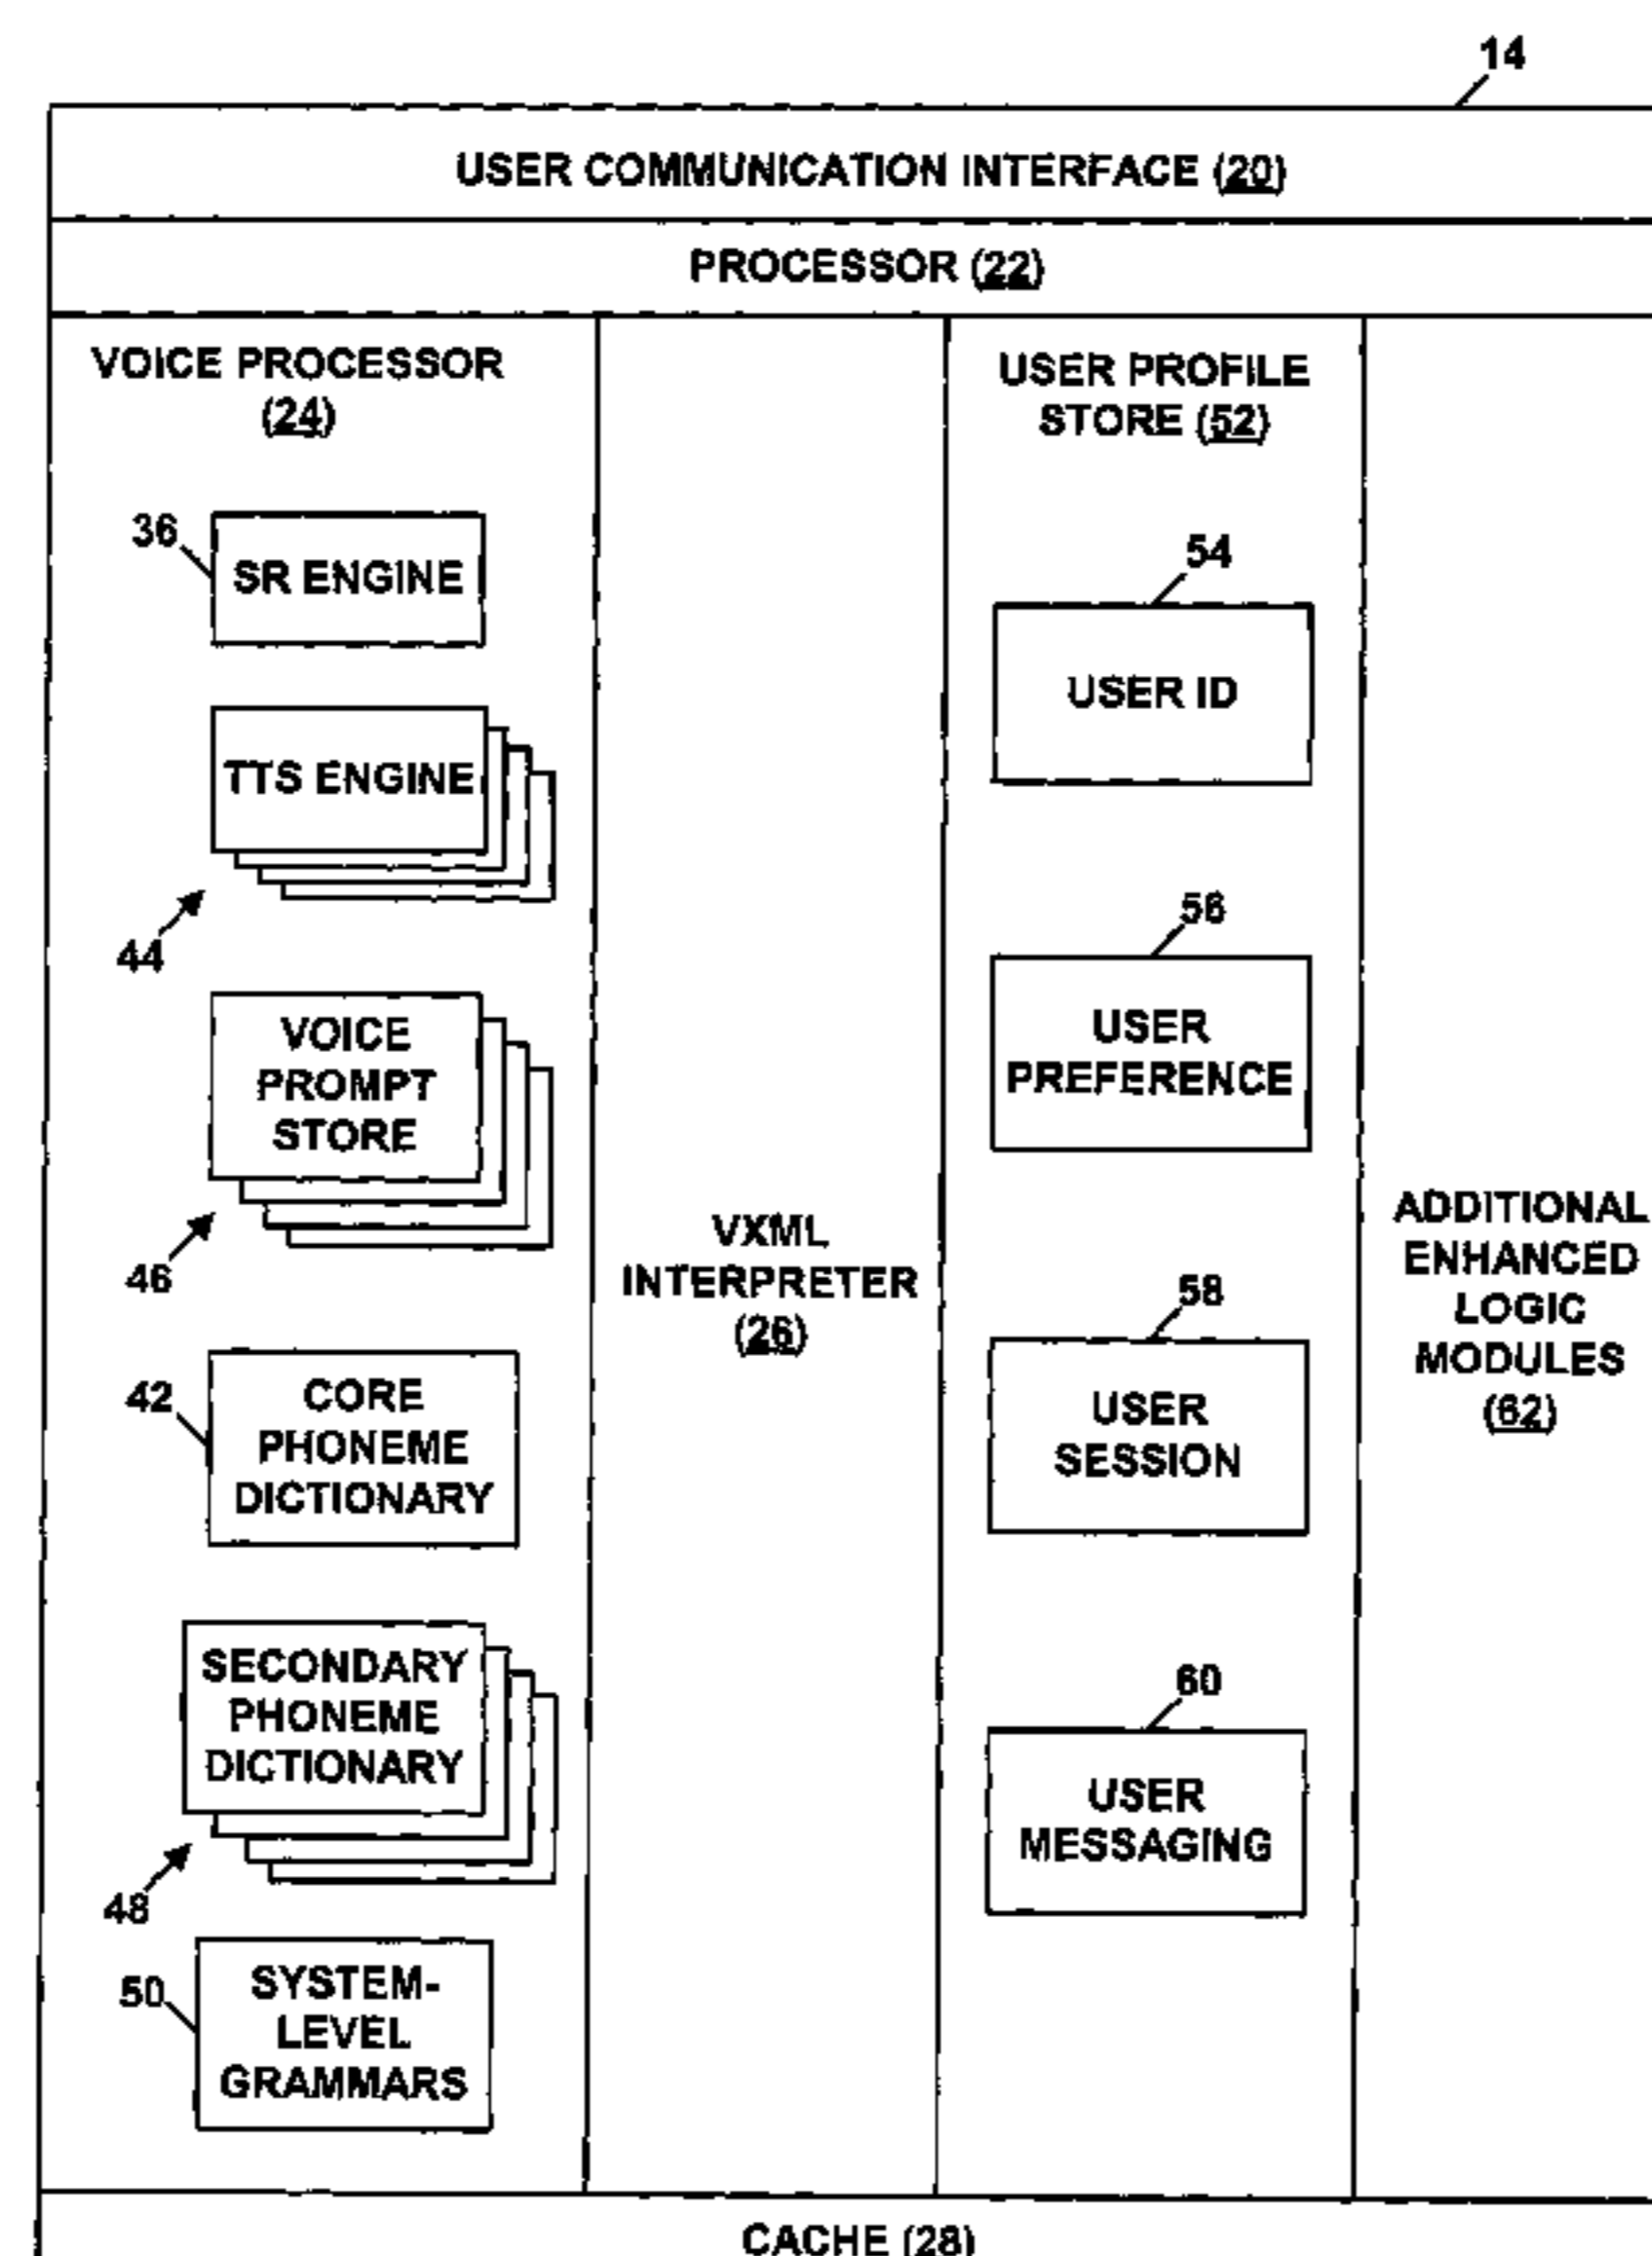 14
USER COMMUNICATION INTERFACE (20)
PROCESSOR (22)
VOICE PROCESSOR
(24)
36
SR ENGINE
TTS ENGINE
44
VOICE
PROMPT
STORE
46
42
CORE
PHONEME
DICTIONARY
SECONDARY
PHONEME
DICTIONARY
48
50
SYSTEM-
LEVEL
GRAMMARS
VXML
INTERPRETER
(26)
USER PROFILE
STORE (52)
54
USER ID
56
USER
PREFERENCE
58
USER
SESSION
60
USER
MESSAGING
ADDITIONAL
ENHANCED
LOGIC
MODULES
(62)
CACHE (28)